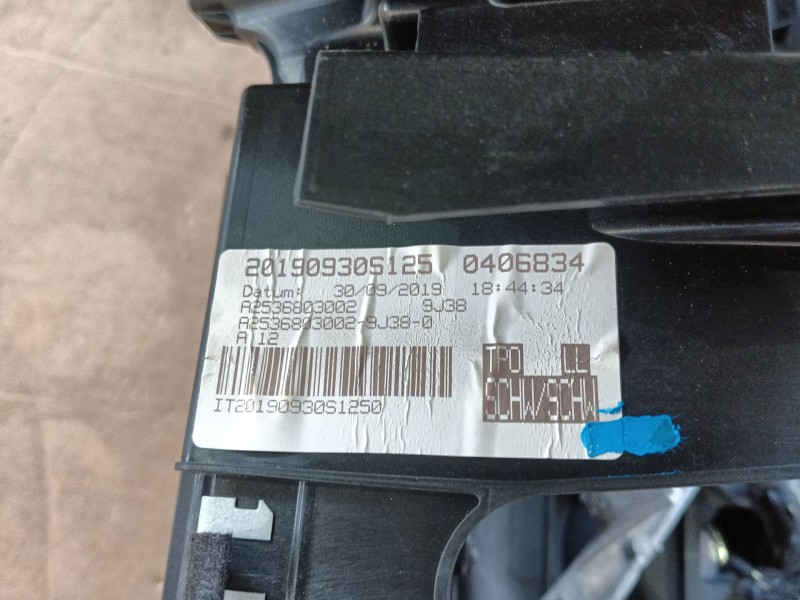 20190930S125 0406834
Datum: 30/09/2019 18:44:34
A2536803002 9J38
A2536803002-9J38-0
A 12
TPO LL
SCHW/SCHW
IT20190930S1250